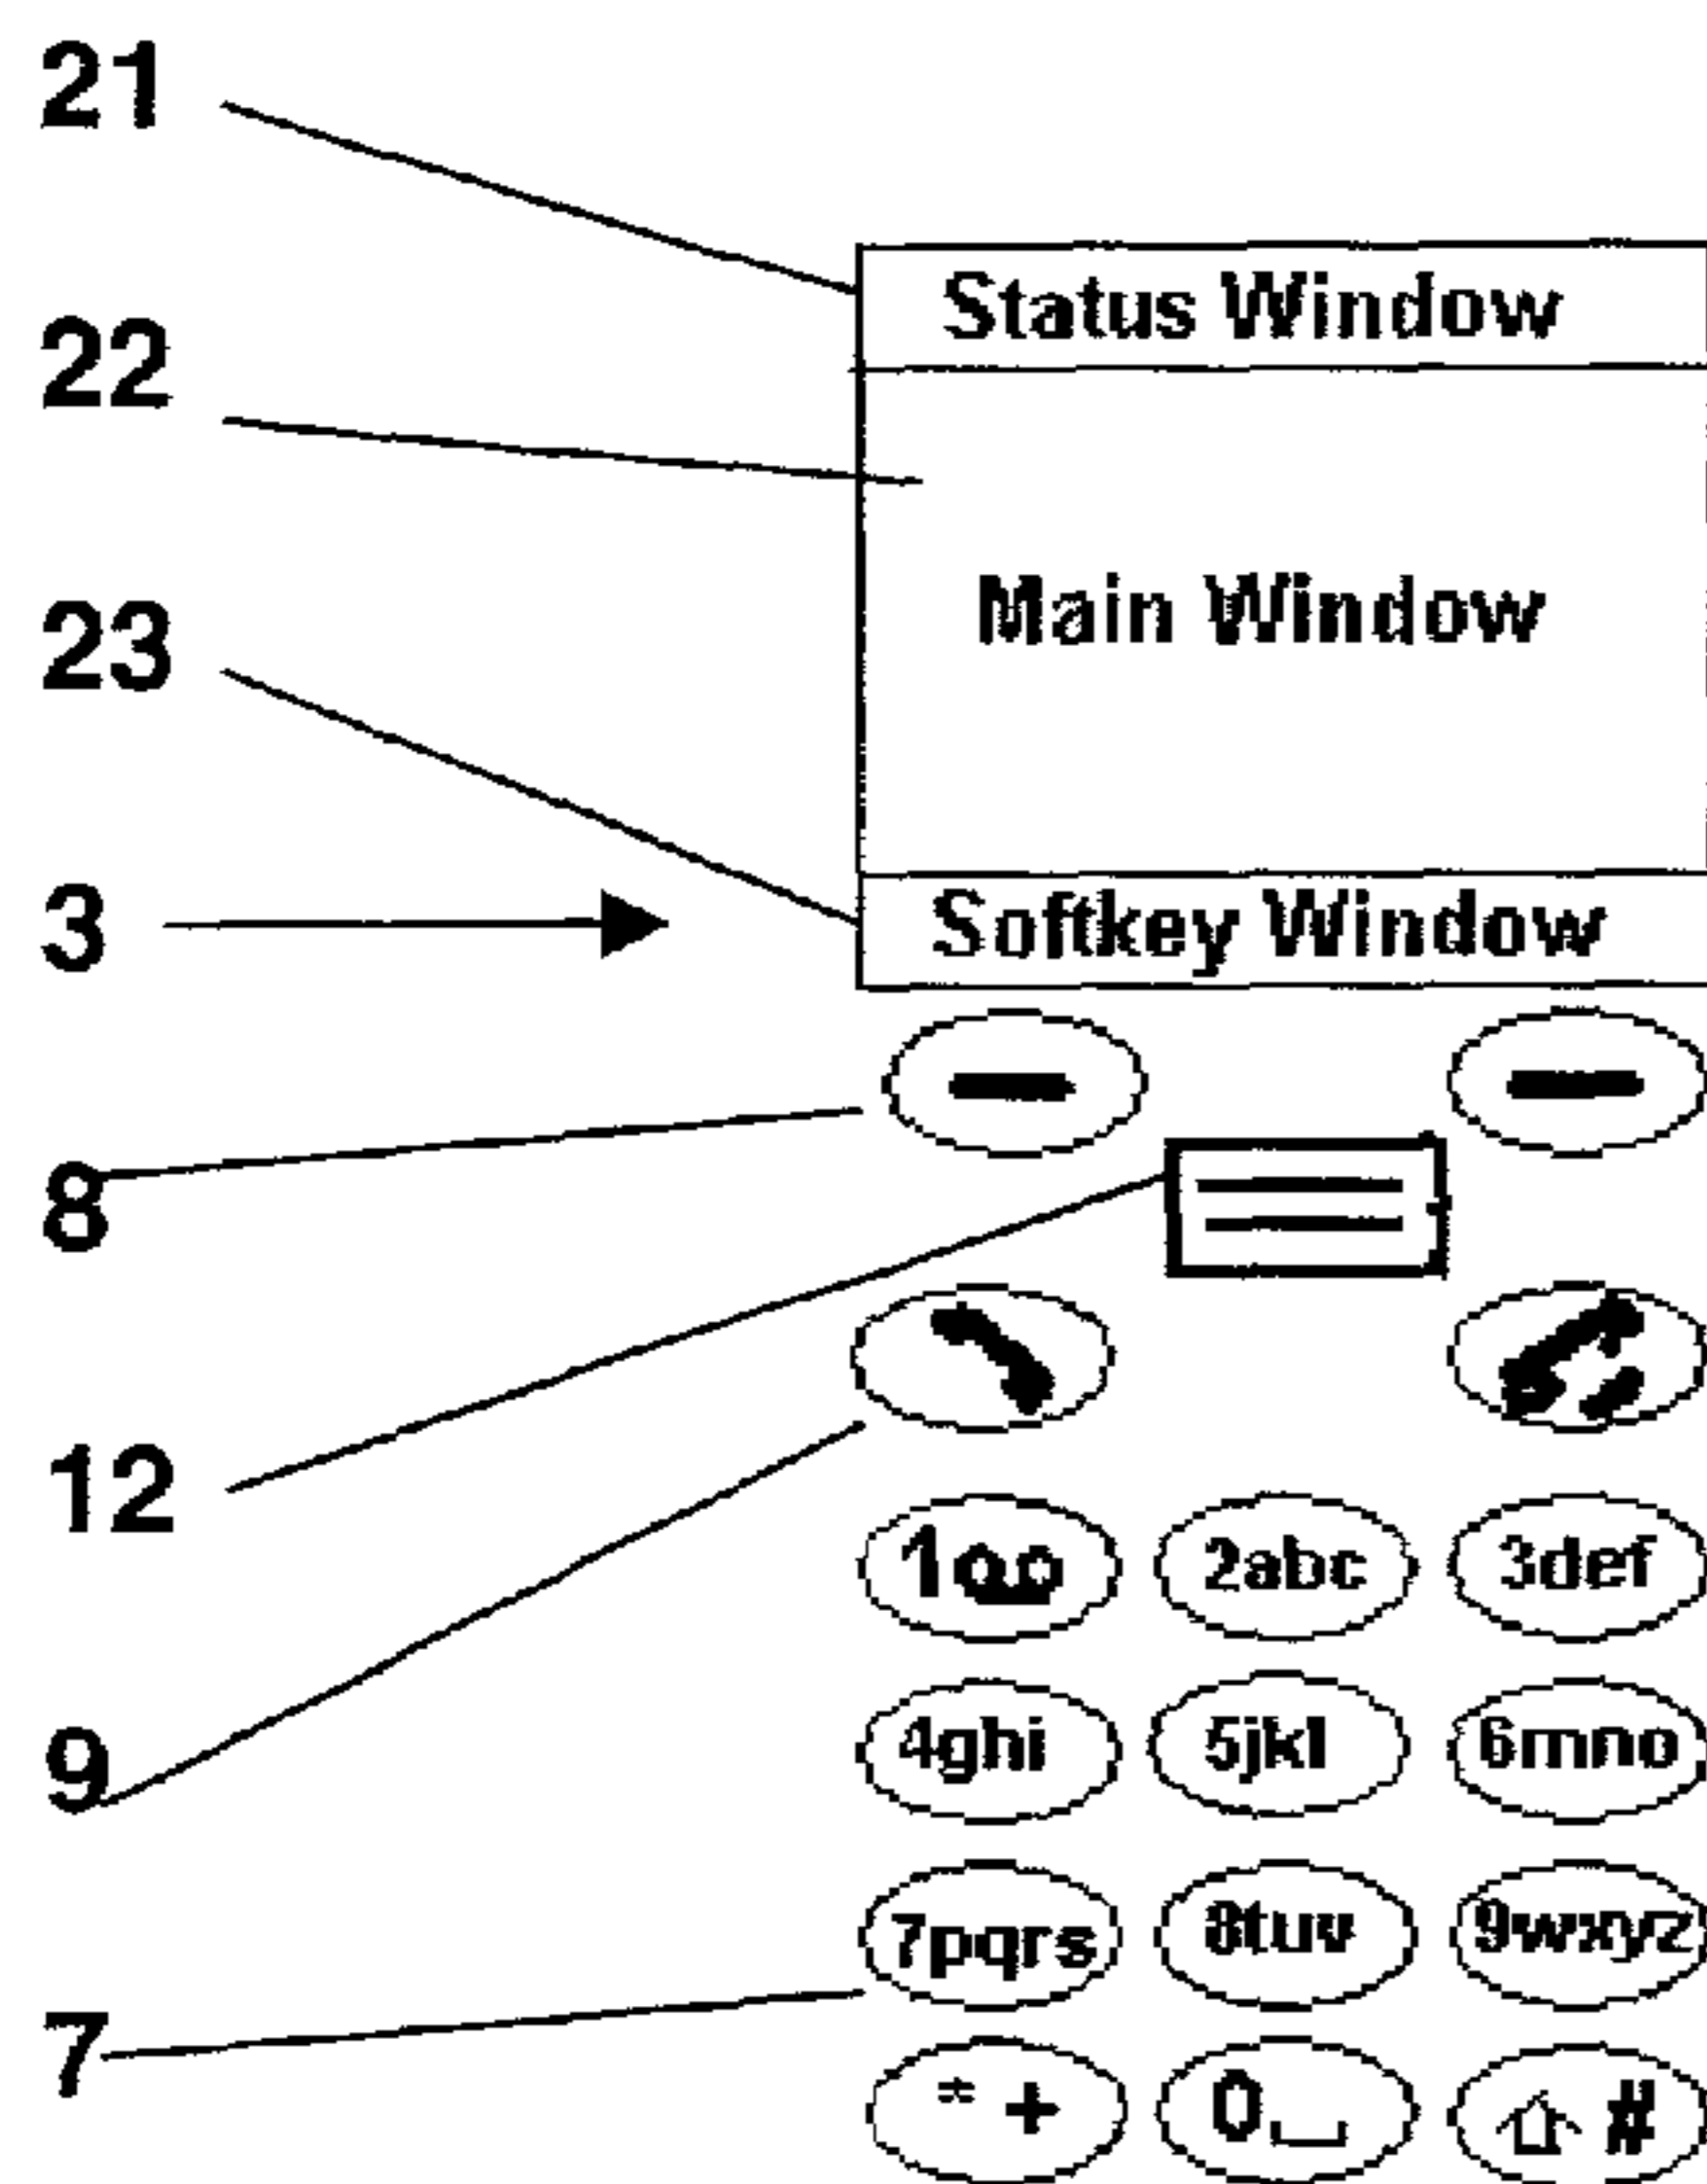 21
Status Window
22
Main Window
23
3
Softkey Window
8
12
9
1 2abc 3def
4ghi 5jkl 6mno
7pqrs 8tuv 9wxyz
7
* + 0 #